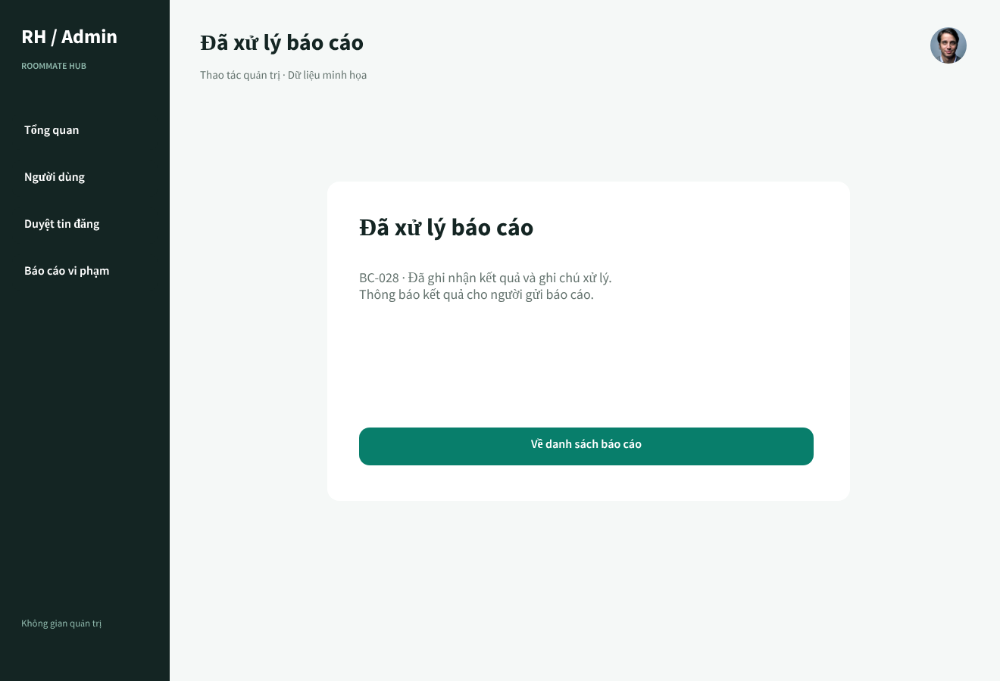 RH / Admin
ROOMMATE HUB
Tổng quan
Người dùng
Duyệt tin đăng
Báo cáo vi phạm
Không gian quản trị
Đã xử lý báo cáo
Thao tác quản trị · Dữ liệu minh họa
Đã xử lý báo cáo
BC-028 · Đã ghi nhận kết quả và ghi chú xử lý.
Thông báo kết quả cho người gửi báo cáo.
Về danh sách báo cáo